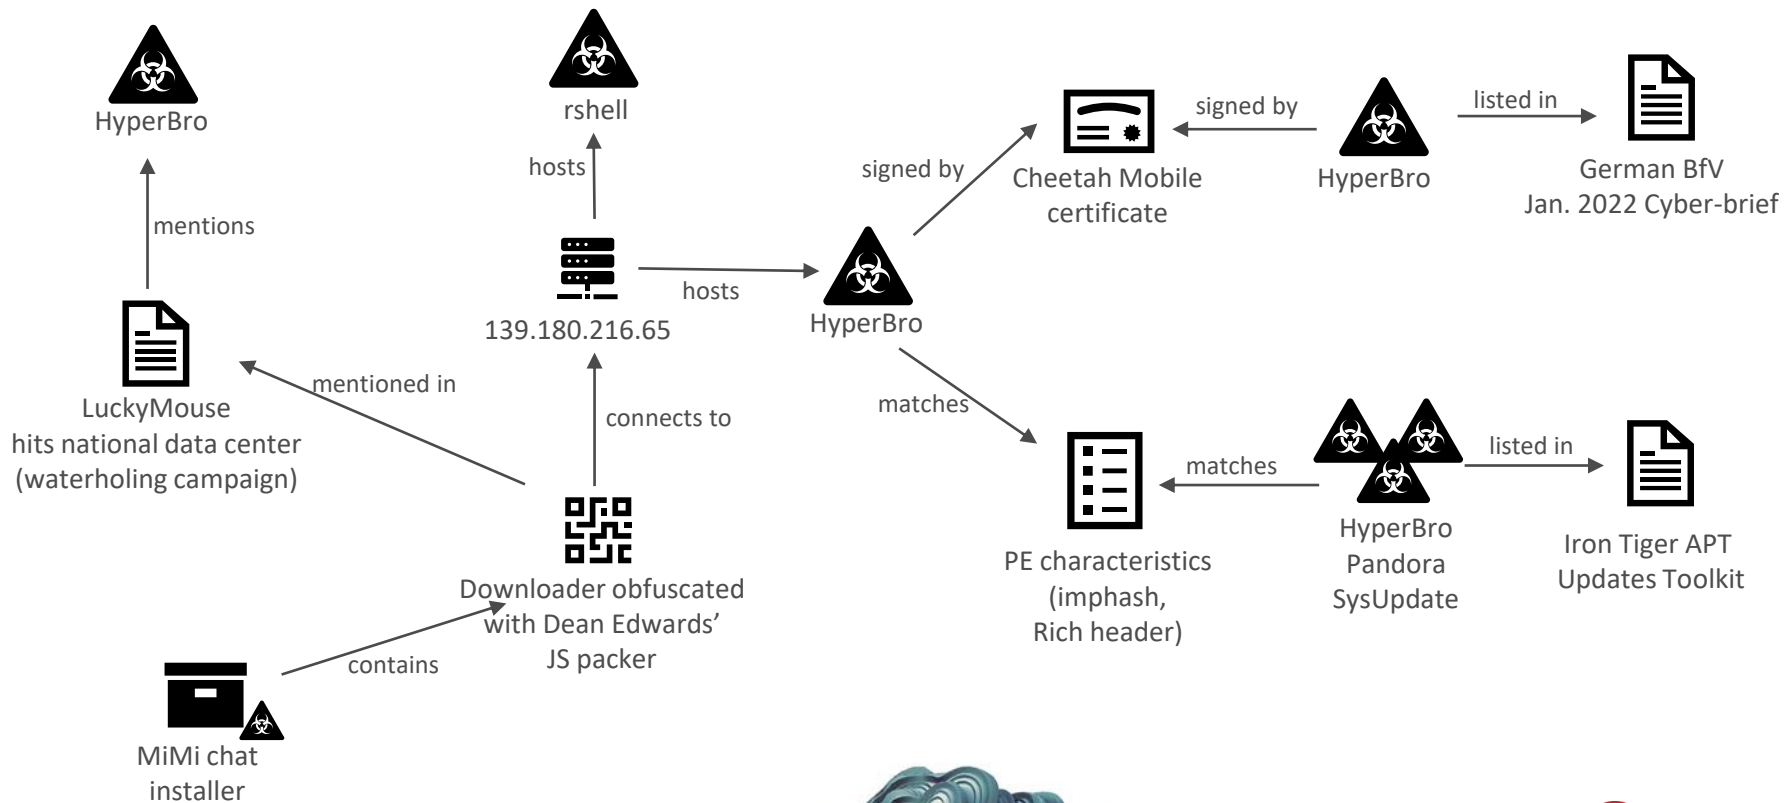 HyperBro
mentions
LuckyMouse
hits national data center
(waterholing campaign)
mentioned in
rshell
hosts
139.180.216.65
hosts
connects to
Downloader obfuscated
with Dean Edwards’
JS packer
contains
MiMi chat
installer
HyperBro
signed by
Cheetah Mobile
certificate
signed by
HyperBro
listed in
German BfV
Jan. 2022 Cyber-brief
matches
PE characteristics
(imphash,
Rich header)
matches
HyperBro
Pandora
SysUpdate
listed in
Iron Tiger APT
Updates Toolkit